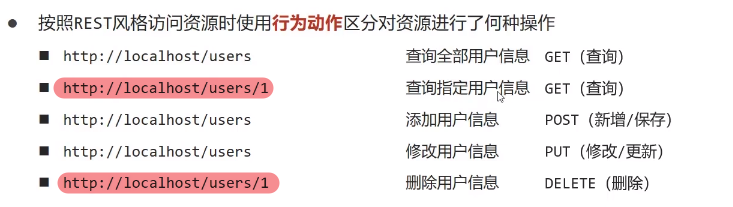 ● 按照REST风格访问资源时使用行为动作区分对资源进行了何种操作
■ http://localhost/users 查询全部用户信息 GET（查询）
■ http://localhost/users/1 查询指定用户信息 GET（查询）
■ http://localhost/users 添加用户信息 POST（新增/保存）
■ http://localhost/users 修改用户信息 PUT（修改/更新）
■ http://localhost/users/1 删除用户信息 DELETE（删除）